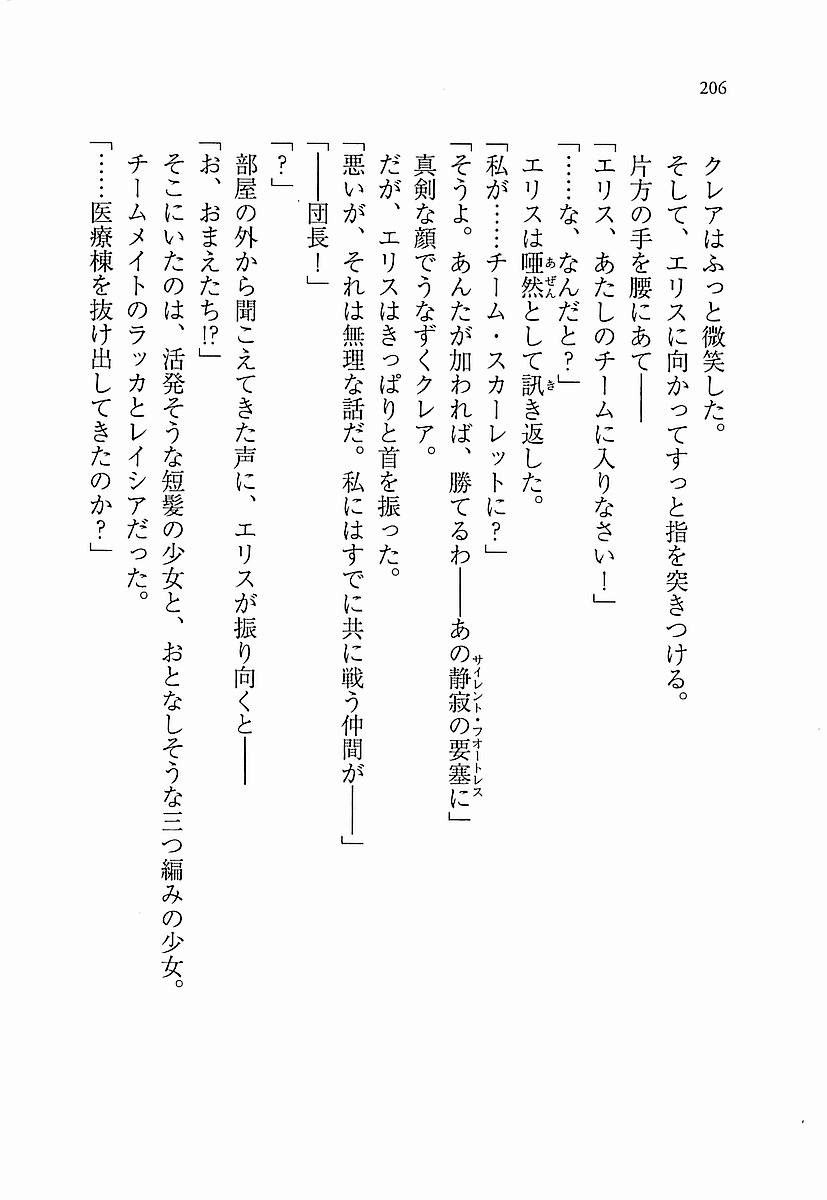 206
クレアはふっと微笑した。
そして、エリスに向かってすっと指を突きつける。
片方の手を腰にあて――
「エリス、あたしのチームに入りなさい！」
「……な、なんだと？」
エリスは唖然として訊き返した。
「私が……チーム・スカーレットに？」
「そうよ。あんたが加われば、勝てるわ――あの静寂の要塞に」
真剣な顔でうなずくクレア。
だが、エリスはきっぱりと首を振った。
「悪いが、それは無理な話だ。私にはすでに共に戦う仲間が――」
「――団長！」
「？」
部屋の外から聞こえてきた声に、エリスが振り向くと――
「お、おまえたち!?」
そこにいたのは、活発そうな短髪の少女と、おとなしそうな三つ編みの少女。
チームメイトのラッカとレイシアだった。
「……医療棟を抜け出してきたのか？」